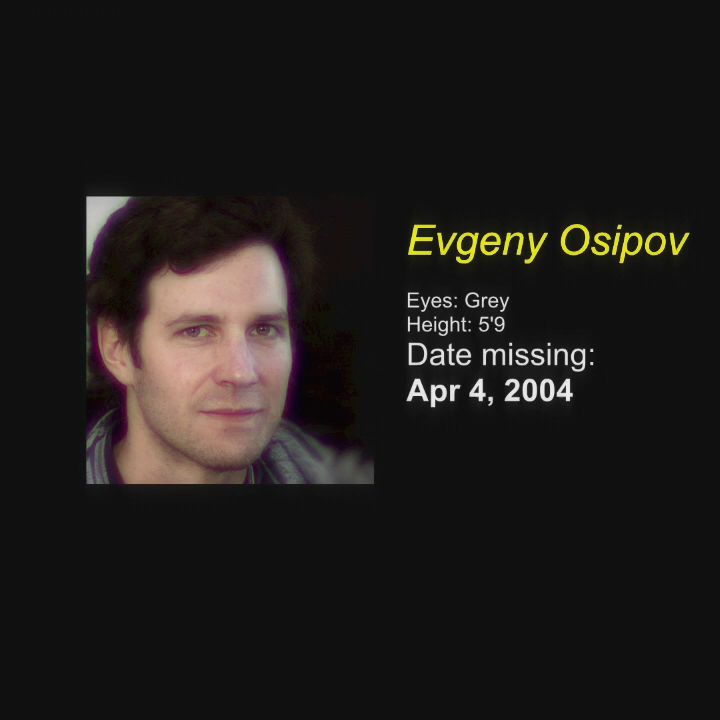 Evgeny Osipov
Eyes: Grey
Height: 5'9
Date missing:
Apr 4, 2004